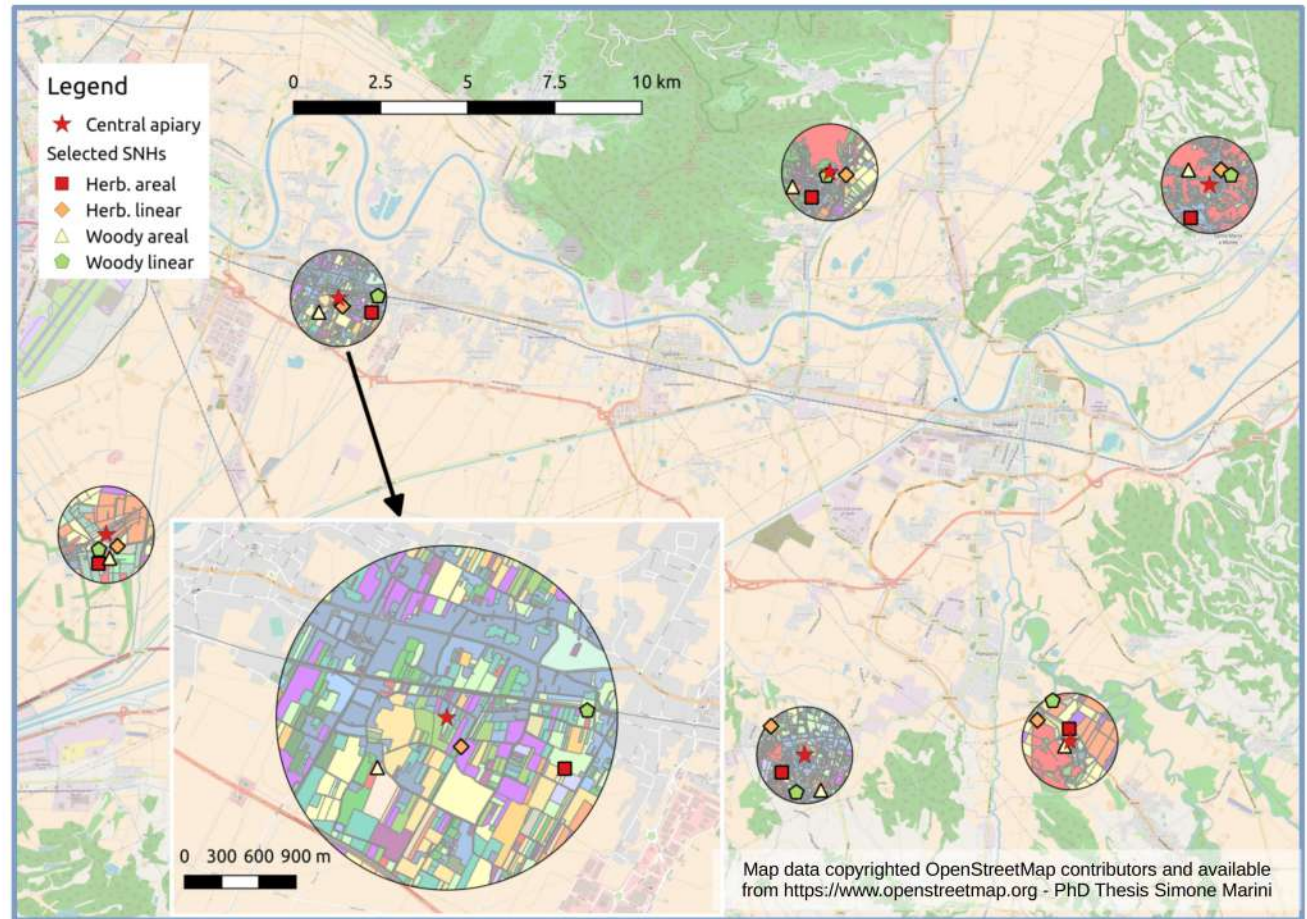 Legend
Central apiary
Selected SNHs
Herb. areal
Herb. linear
Woody areal
Woody linear
0 2.5 5 7.5 10 km
0 300 600 900 m
Map data copyrighted OpenStreetMap contributors and available
from https://www.openstreetmap.org - PhD Thesis Simone Marini